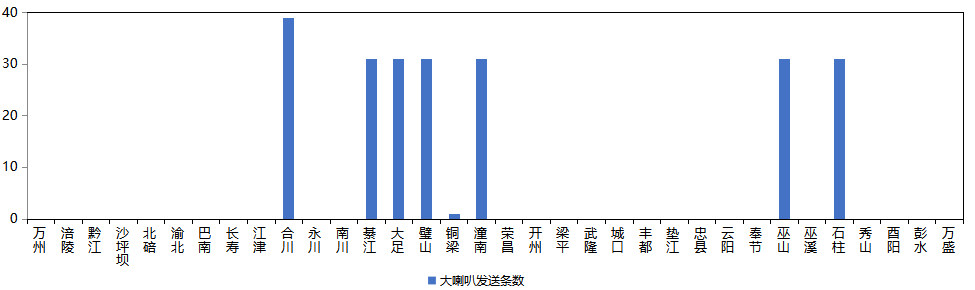 40
30
20
10
0
万州 涪陵 黔江 沙坪坝 北碚 渝北 巴南 长寿 江津 合川 永川 南川 綦江 大足 璧山 铜梁 潼南 荣昌 开州 梁平 武隆 城口 丰都 垫江 忠县 云阳 奉节 巫山 巫溪 石柱 秀山 酉阳 彭水 万盛
大喇叭发送条数